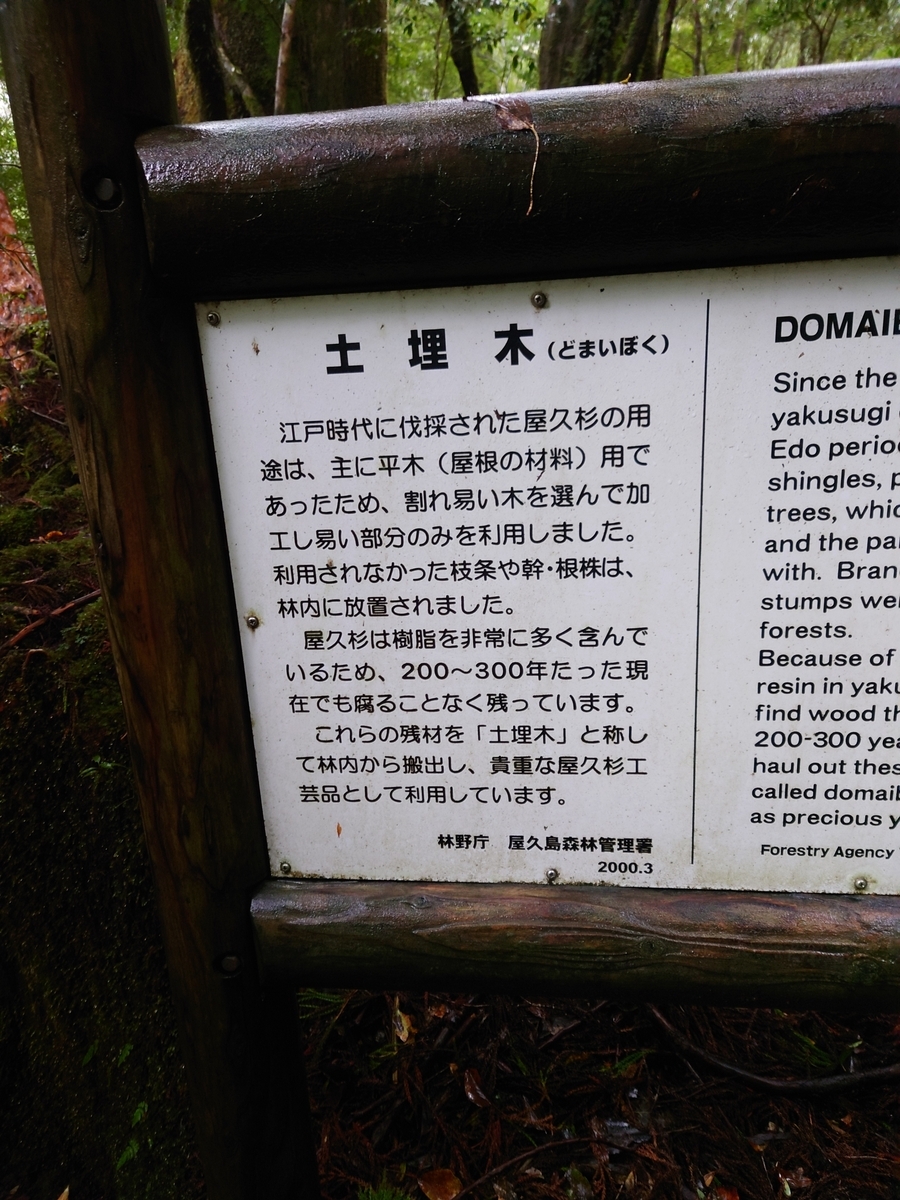 土埋木(どまいぼく)
江戸時代に伐採された屋久杉の用
途は、主に平木(屋根の材料)用で
あったため、割れ易い木を選んで加
工し易い部分のみを利用しました。
利用されなかった枝条や幹・根株は、
林内に放置されました。
屋久杉は樹脂を非常に多く含んで
いるため、200〜300年たった現
在でも腐ることなく残っています。
これらの残材を「土埋木」と称し
て林内から搬出し、貴重な屋久杉工
芸品として利用しています。
林野庁 屋久島森林管理署
2000.3
DOMAIB
Since the
yakusugi
Edo perio
shingles, p
trees, whic
and the pa
with. Bran
stumps we
forests.
Because of
resin in yaku
find wood th
200-300 yea
haul out thes
called domaib
as precious y
Forestry Agency